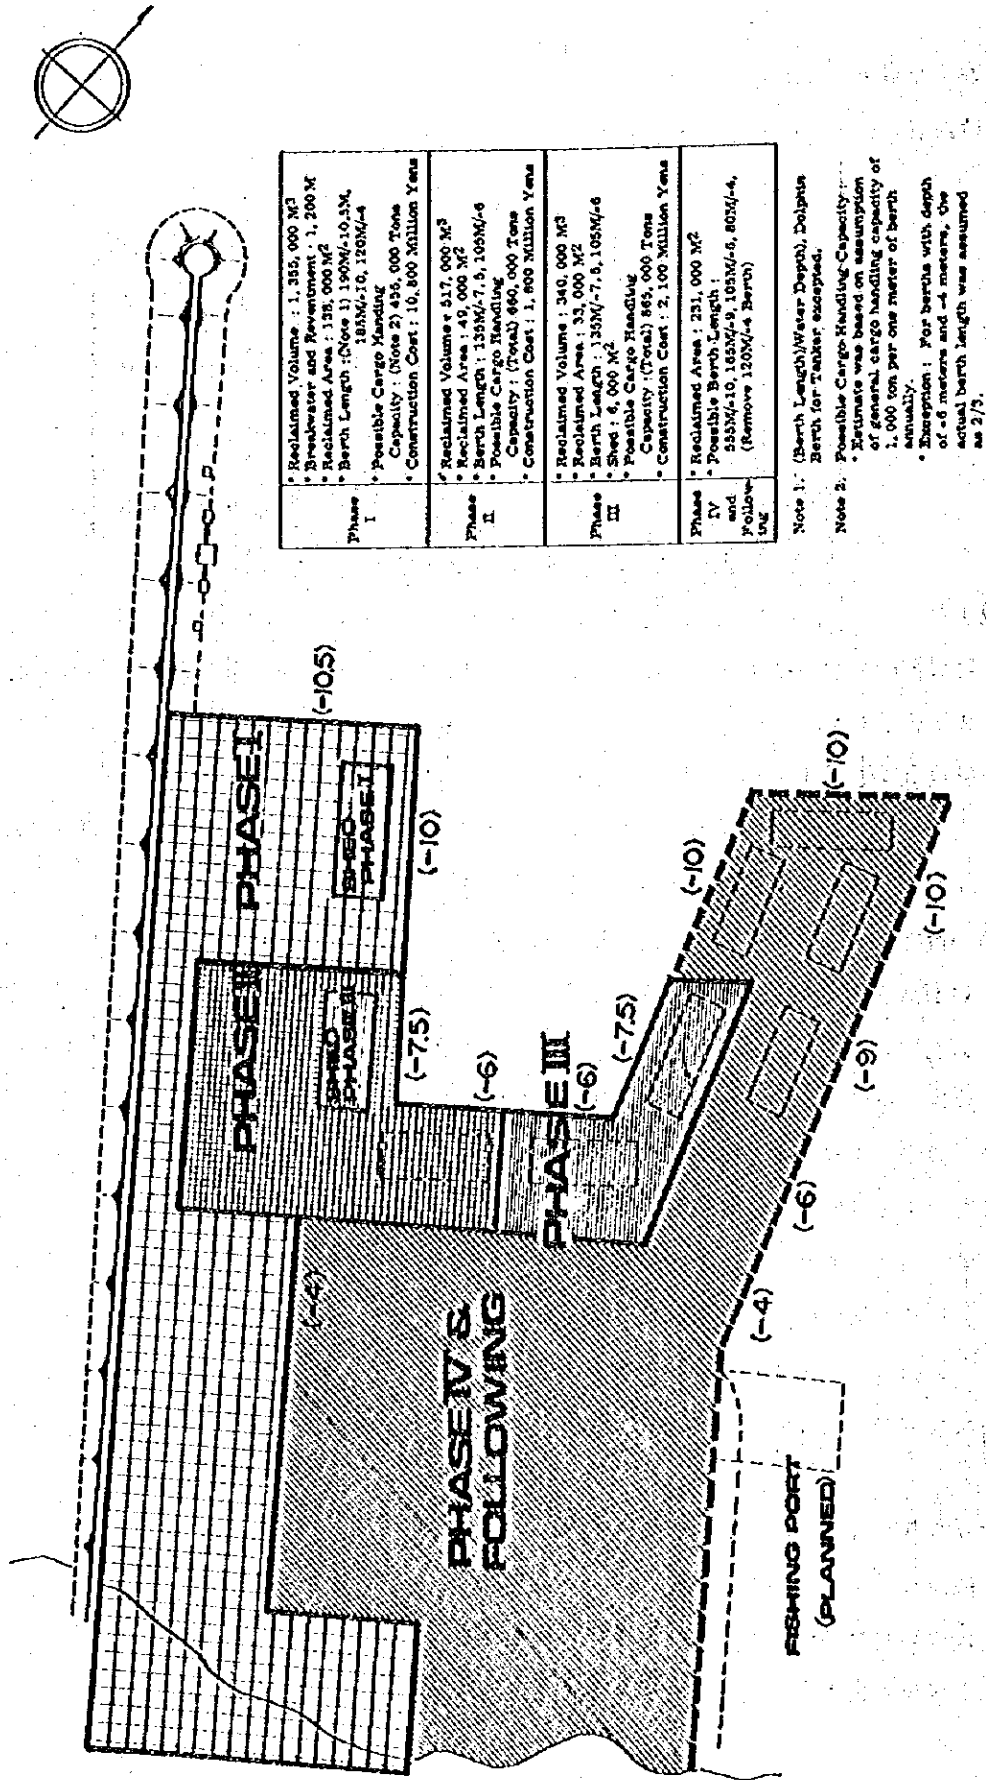 Phase
I
* Reclaimed Volume : 1, 355, 000 M3
* Breakwater and Reventment : 1, 200 M
* Reclaimed Area : 138, 000 M2
* Berth Length :(Note 1) 190M/-10.5M,
185M/-10, 120M/-4
* Possible Cargo Handing
Capacity : (Note 2) 435, 000 Tons
* Construction Cost : 10, 800 Million Yens
Phase
II
* Reclaimed Volume : 517, 000 M3
* Reclaimed Area : 49, 000 M2
* Berth Length : 135M/-7.5, 105M/-6
* Possible Cargo Handling
Capacity : (Total) 660, 000 Tons
* Construction Cost : 1, 800 Million Yens
Phase
III
* Reclaimed Volume : 340, 000 M3
* Reclaimed Area : 33, 000 M2
* Berth Length : 135M/-7.5, 105M/-6
* Shed : 6, 000 M2
* Possible Cargo Handling
Capacity :(Total) 865, 000 Tons
* Construction Cost : 2, 100 Million Yens
Phase
IV
and
Follow-
ing
* Reclaimed Area : 231, 000 M2
* Possible Berth Length :
555M/-10, 165M/-9, 105M/-6, 80M/-4,
(Remove 120M/-4 Berth)
Note 1: (Berth Length)/(Water Depth), Dolphin
Berth for Tanker excepted.
Note 2: Possible Cargo Handling Capacity :
* Estimate was based on assumption
of general cargo handling capacity of
1, 000 ton per one meter of berth
annually.
* Exception : For berths with depth
of -6 meters and -4 meters, the
actual berth length was assumed
as 2/3.
PHASE II
PHASE I
SHED
PHASE II
SHED
PHASE I
(-10.5)
(-10)
(-7.5)
(-6)
(-4)
PHASE III
(-6)
(-7.5)
(-10)
(-10)
(-10)
(-9)
(-6)
(-4)
PHASE IV &
FOLLOWING
FISHING PORT
(PLANNED)